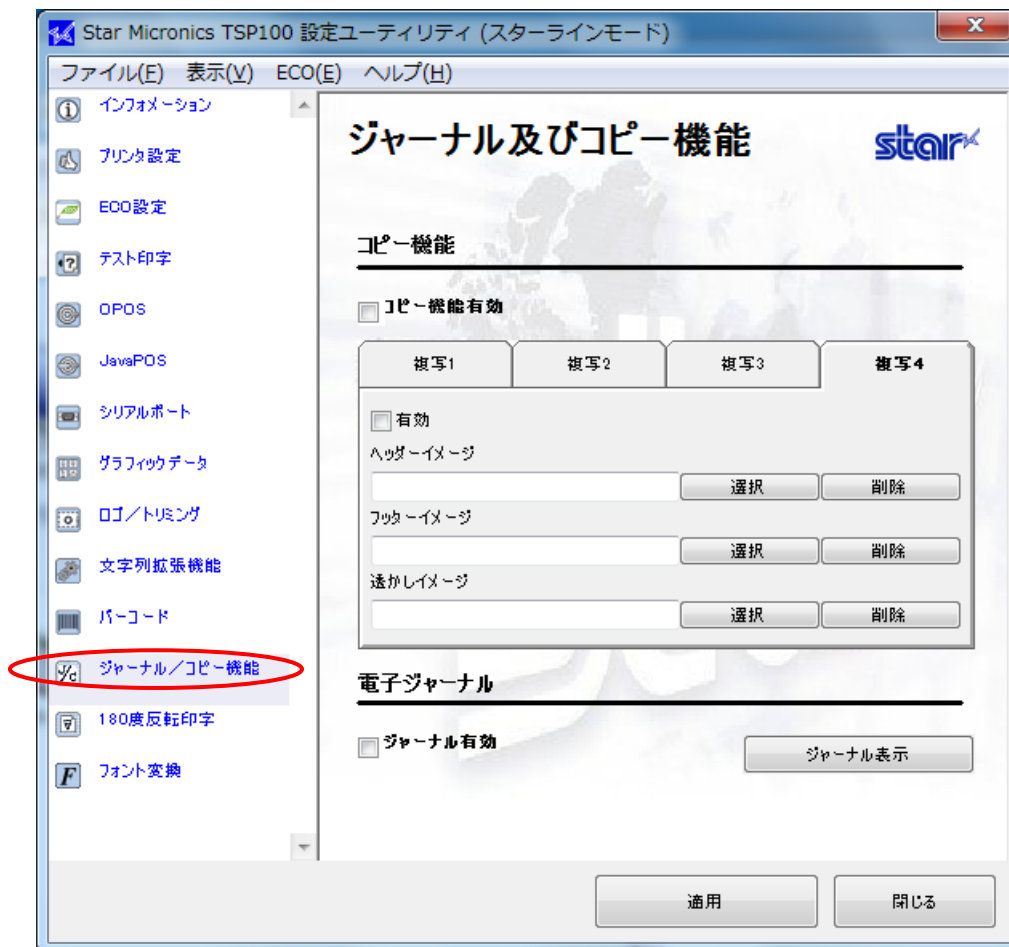 Star Micronics TSP100 設定ユーティリティ (スターラインモード)
ファイル(F) 表示(V) ECO(E) ヘルプ(H)
インフォメーション
プリンタ設定
ECO設定
テスト印字
OPOS
JavaPOS
シリアルポート
グラフィックデータ
ロゴ/トリミング
文字列拡張機能
バーコード
ジャーナル/コピー機能
180度反転印字
フォント変換
ジャーナル及びコピー機能
star
コピー機能
コピー機能有効
複写1 複写2 複写3 複写4
有効
ヘッダーイメージ
選択 削除
フッターイメージ
選択 削除
透かしイメージ
選択 削除
電子ジャーナル
ジャーナル有効
ジャーナル表示
適用 閉じる